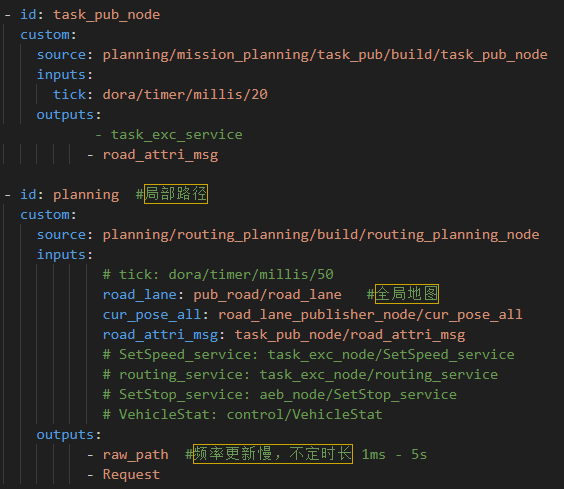 - id: task_pub_node
  custom:
    source: planning/mission_planning/task_pub/build/task_pub_node
    inputs:
      tick: dora/timer/millis/20
    outputs:
           - task_exc_service
          - road_attri_msg
- id: planning  #局部路径
  custom:
    source: planning/routing_planning/build/routing_planning_node
    inputs:
            # tick: dora/timer/millis/50
            road_lane: pub_road/road_lane   #全局地图
            cur_pose_all: road_lane_publisher_node/cur_pose_all
            road_attri_msg: task_pub_node/road_attri_msg
            # SetSpeed_service: task_exc_node/SetSpeed_service
            # routing_service: task_exc_node/routing_service
            # SetStop_service: aeb_node/SetStop_service
            # VehicleStat: control/VehicleStat
    outputs:
          - raw_path  #频率更新慢，不定时长 1ms - 5s
          - Request